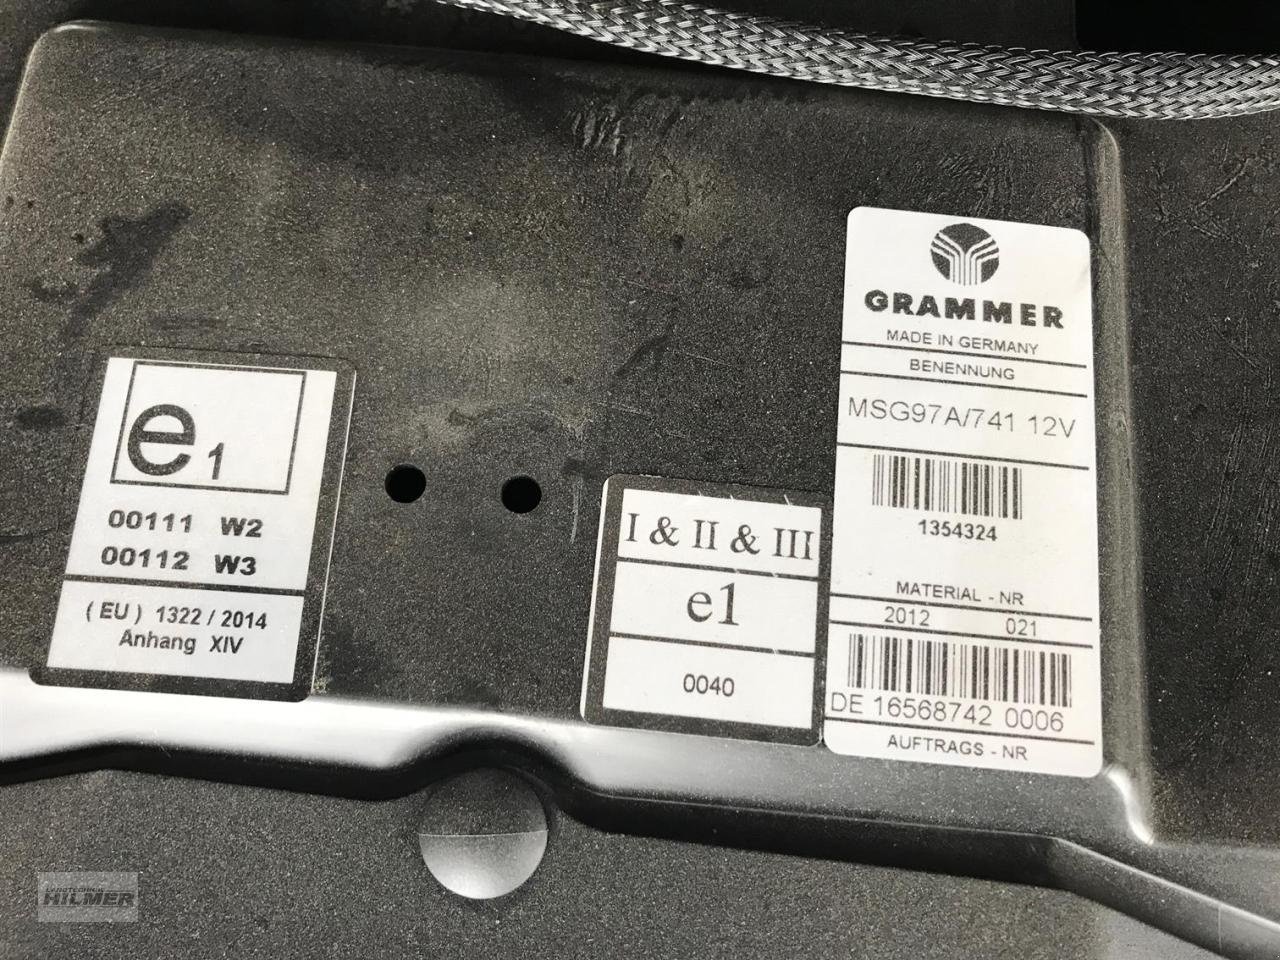 e1
00111 W2
00112 W3
( EU ) 1322 / 2014
Anhang XIV
I & II & III
e1
0040
GRAMMER
MADE IN GERMANY
BENENNUNG
MSG97A/741 12V
1354324
MATERIAL - NR
2012 021
DE 16568742 0006
AUFTRAGS - NR
LANDTECHNIK
HILMER